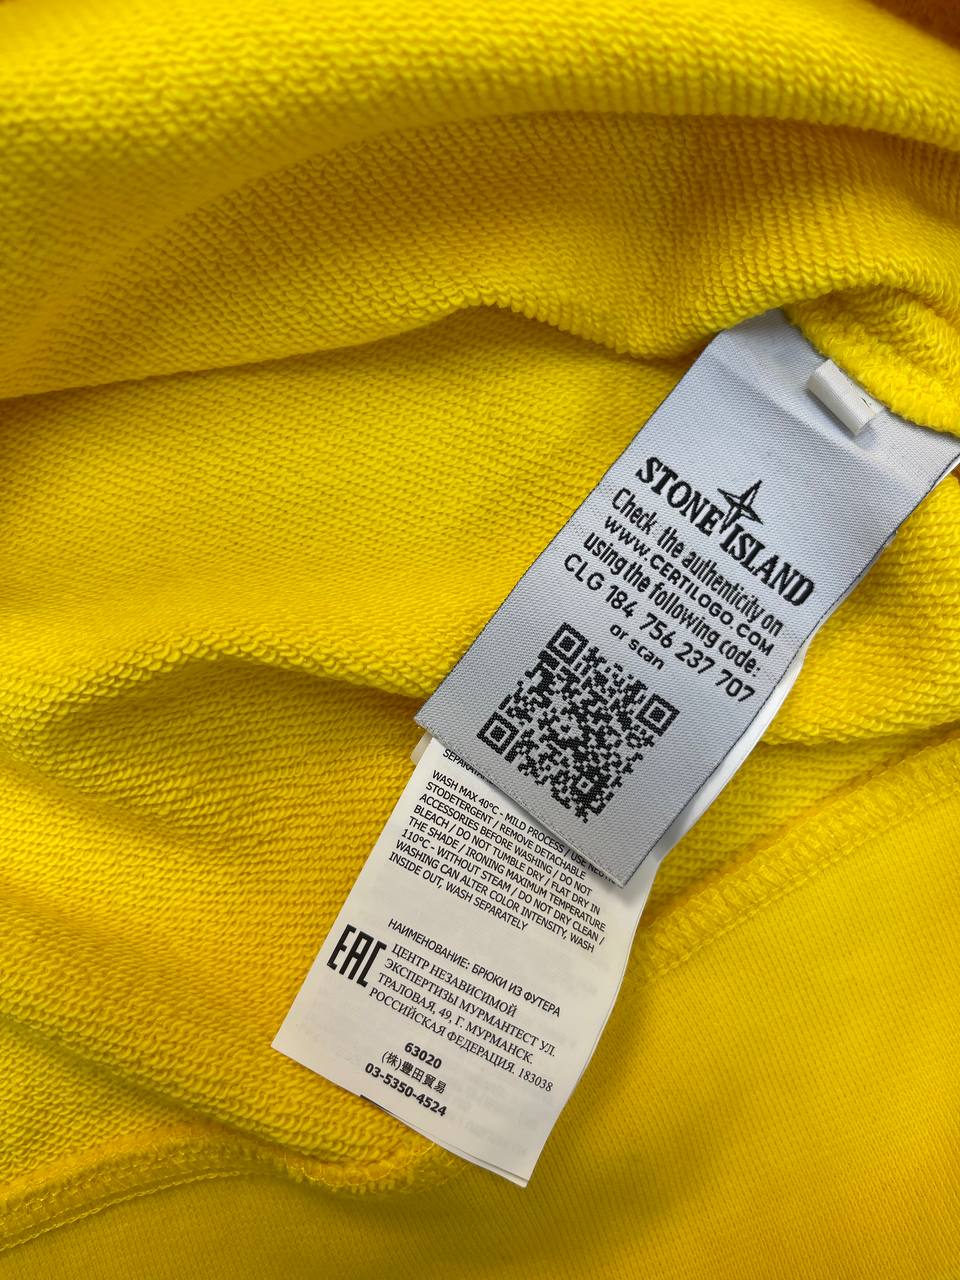 STONE ISLAND
Check the authenticity on
www.CERTILOGO.COM
using the following code:
CLG 184 756 237 707
or scan
WASH MAX 40°C - MILD PROCESS / USE
STODETERGENT / REMOVE DETACHABLE
ACCESSORIES BEFORE WASHING / DO NOT
BLEACH / DO NOT TUMBLE DRY / FLAT DRY IN
THE SHADE / IRONING MAXIMUM TEMPERATURE
110°C - WITHOUT STEAM / DO NOT DRY CLEAN /
WASHING CAN ALTER COLOR INTENSITY, WASH
INSIDE OUT, WASH SEPARATELY
EAC
НАИМЕНОВАНИЕ: БРЮКИ ИЗ ФУТЕРА
ЦЕНТР НЕЗАВИСИМОЙ
ЭКСПЕРТИЗЫ МУРМАНТЕСТ УЛ.
ТРАЛОВАЯ, 49, Г. МУРМАНСК.
РОССИЙСКАЯ ФЕДЕРАЦИЯ. 183038
63020
(株)豊田貿易
03-5350-4524